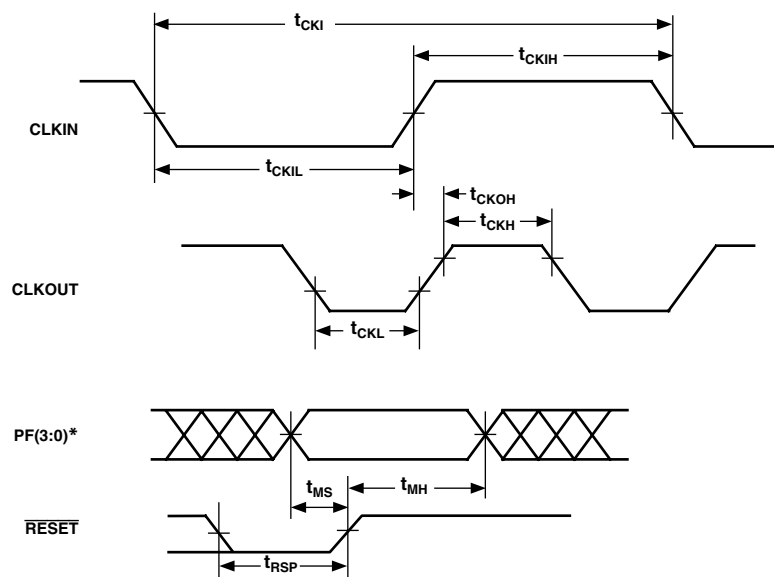 tCKI
tCKIH
CLKIN
tCKIL
tCKOH
tCKH
CLKOUT
tCKL
PF(3:0)*
tMS
tMH
RESET
tRSP